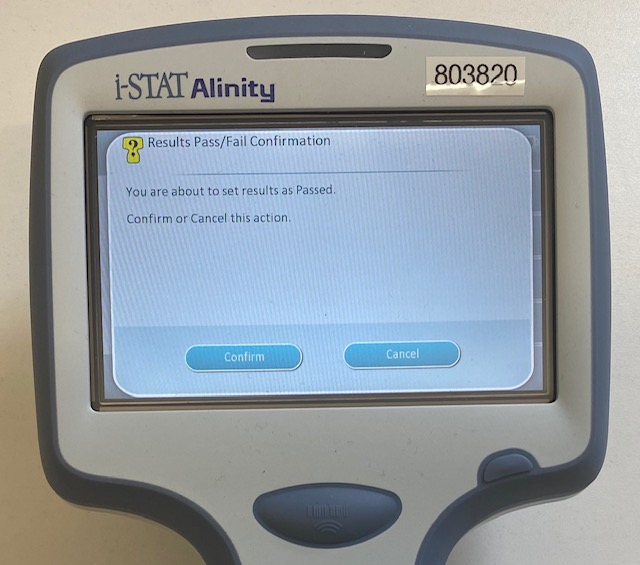 i-STAT Alinity
803820
?
Results Pass/Fail Confirmation
You are about to set results as Passed.
Confirm or Cancel this action.
Confirm
Cancel